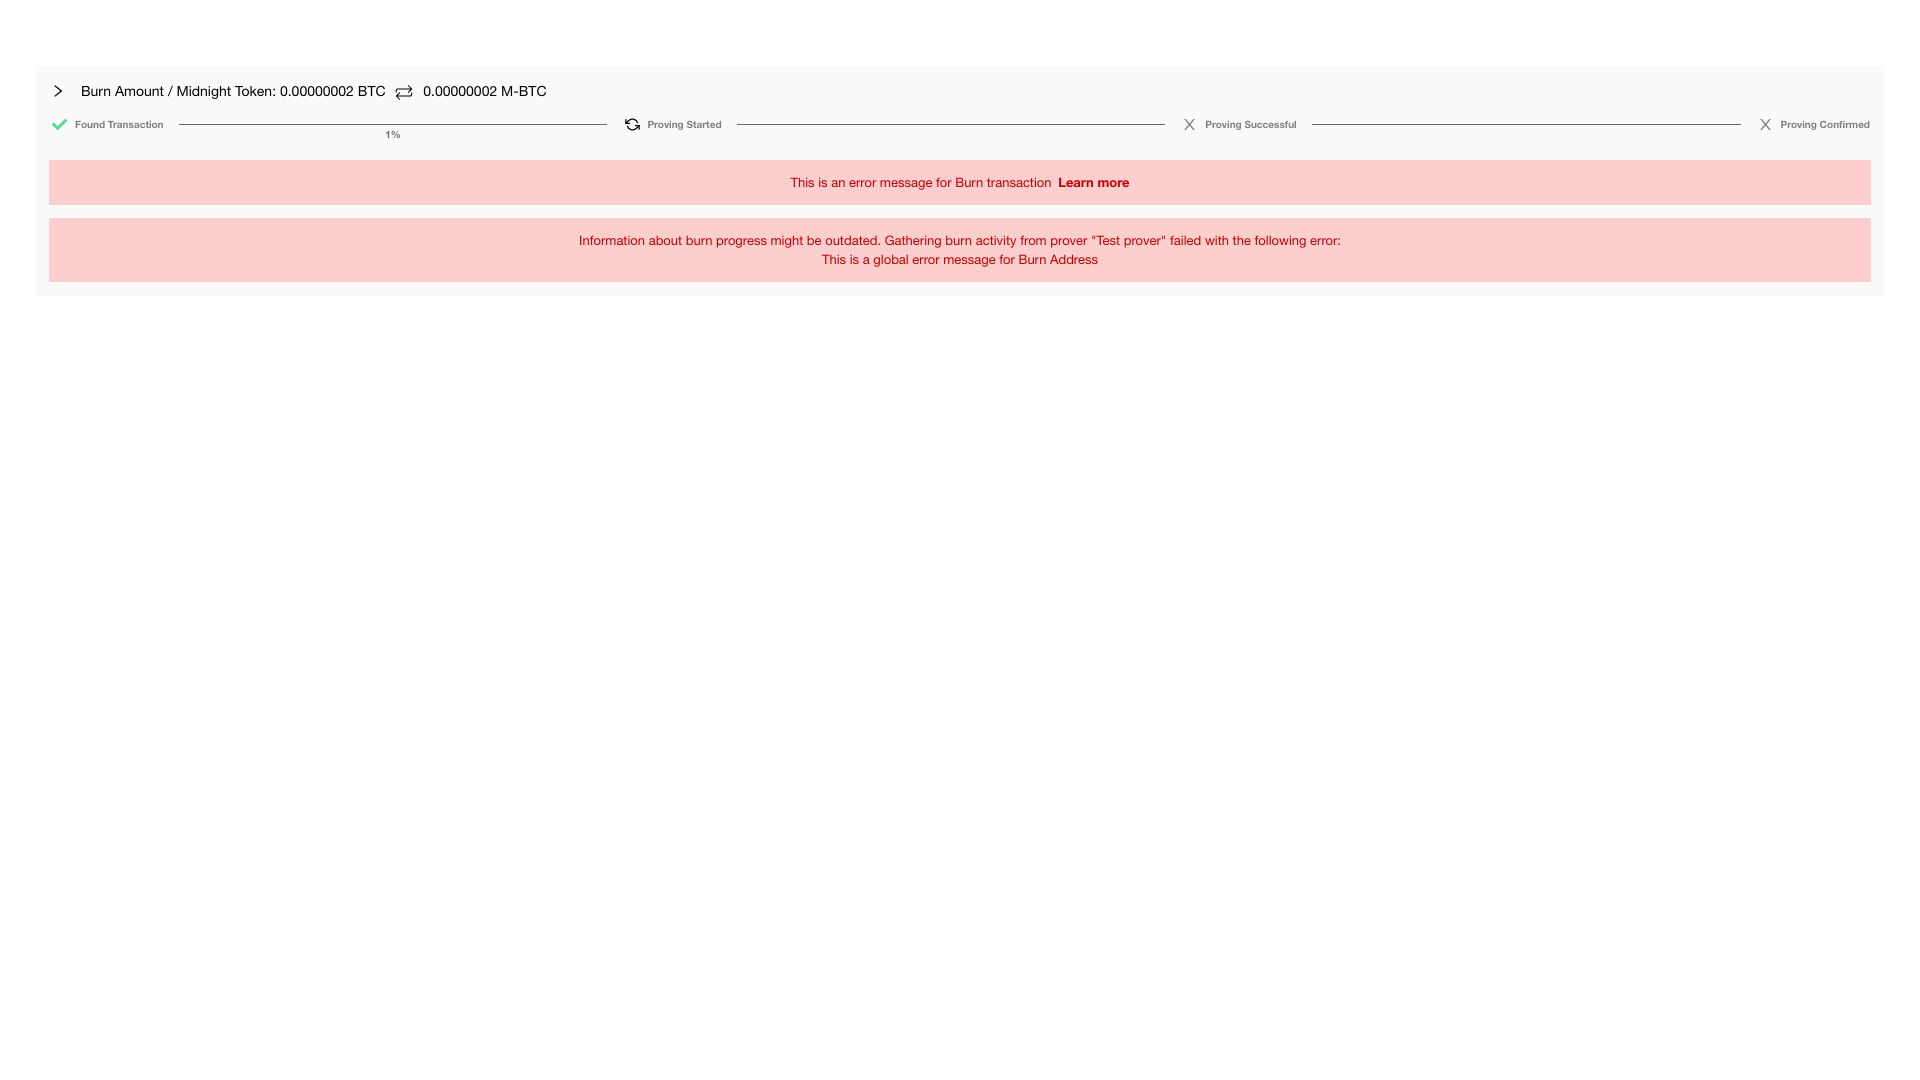 Burn Amount / Midnight Token: 0.00000002 BTC 0.00000002 M-BTC
Found Transaction
1%
Proving Started
Proving Successful
Proving Confirmed
This is an error message for Burn transaction Learn more
Information about burn progress might be outdated. Gathering burn activity from prover "Test prover" failed with the following error:
This is a global error message for Burn Address